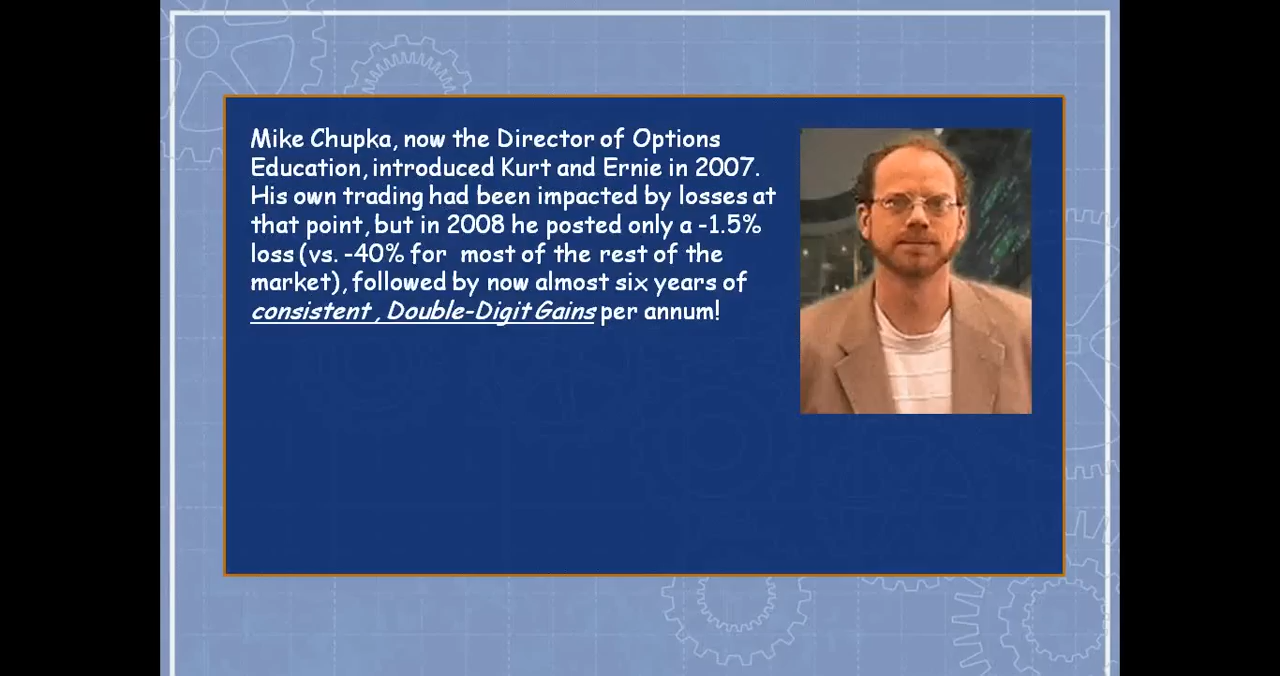 Mike Chupka, now the Director of Options
Education, introduced Kurt and Ernie in 2007.
His own trading had been impacted by losses at
that point, but in 2008 he posted only a -1.5%
loss (vs. -40% for  most of the rest of the
market), followed by now almost six years of
consistent , Double-Digit Gains per annum!